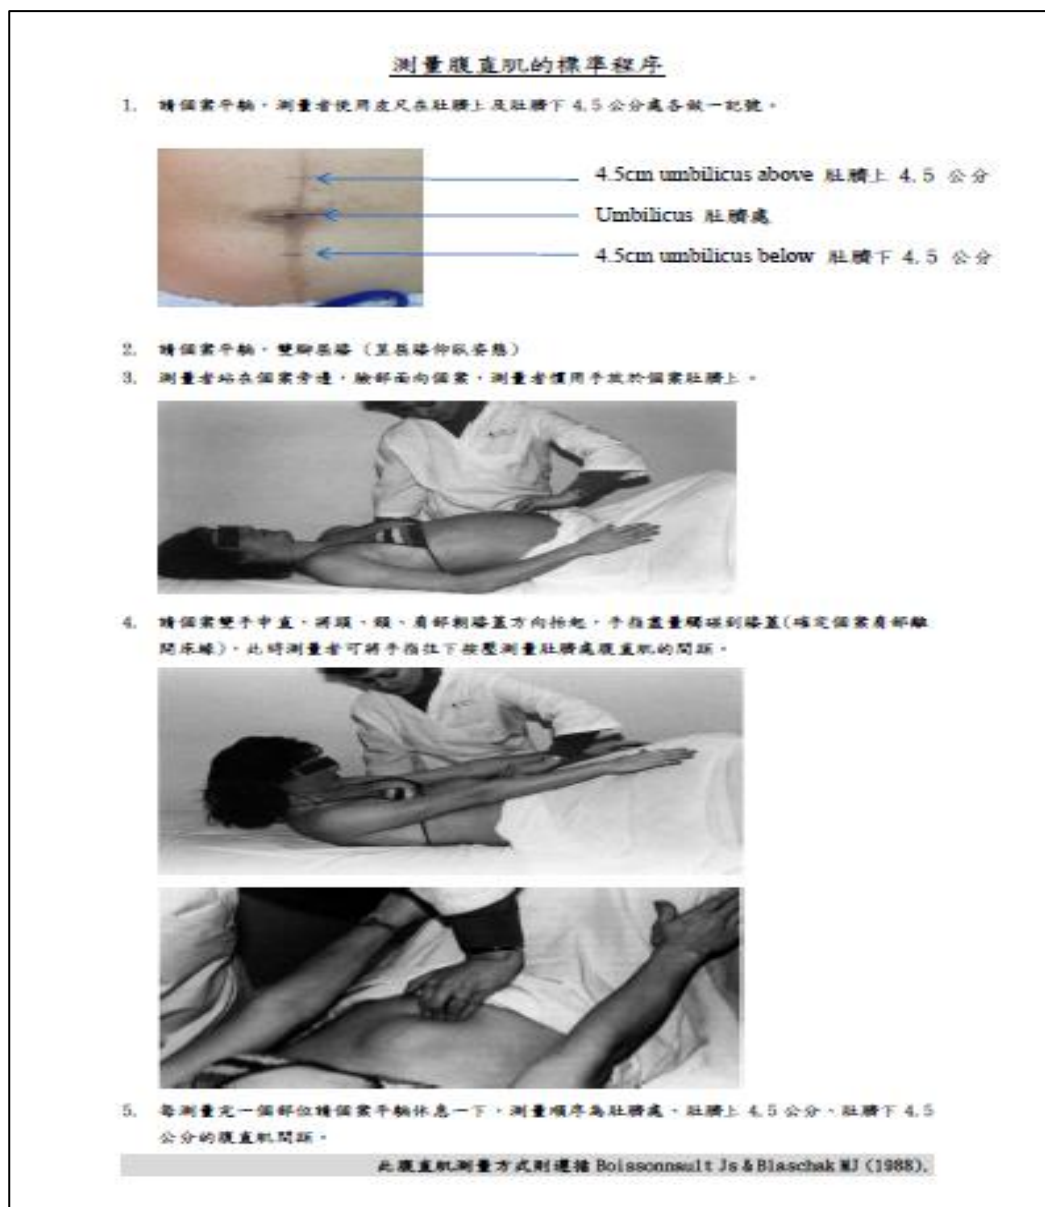 測量腹直肌的標準程序
1. 請個案平躺，測量者使用皮尺在肚臍上及肚臍下 4.5 公分處各做一記號。
4.5cm umbilicus above 肚臍上 4.5 公分
Umbilicus 肚臍處
4.5cm umbilicus below 肚臍下 4.5 公分
2. 請個案平躺，雙腳屈膝（呈屈膝仰臥姿態）
3. 測量者站在個案旁邊，臉部面向個案，測量者慣用手放於個案肚臍上。
4. 請個案雙手伸直，將頭、頸、肩部朝膝蓋方向抬起，手指盡量觸碰到膝蓋(確定個案肩部離
開床緣)，此時測量者可將手指往下按壓測量肚臍處腹直肌的間距。
5. 每測量完一個部位請個案平躺休息一下，測量順序為肚臍處、肚臍上 4.5 公分、肚臍下 4.5
公分的腹直肌間距。
此腹直肌測量方式則遵循 Boissonnault Js & Blaschak MJ (1988).